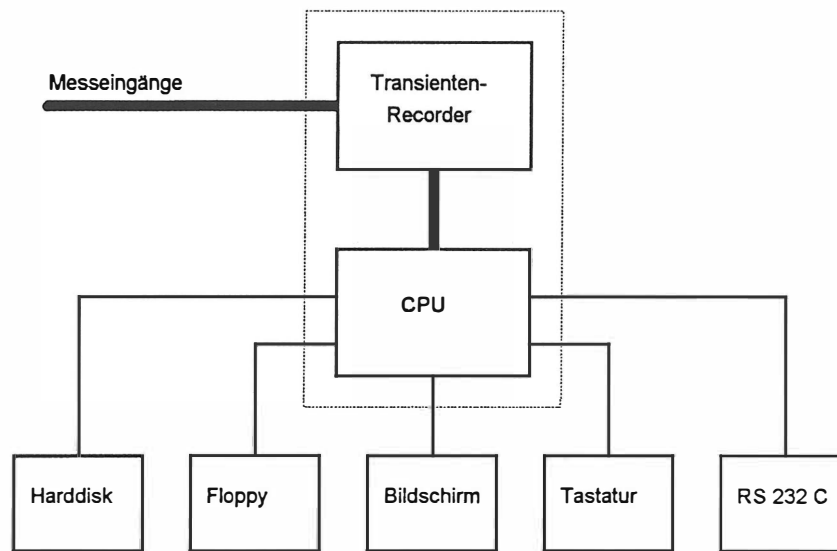 Messeingänge
Transienten-
Recorder
CPU
Harddisk
Floppy
Bildschirm
Tastatur
RS 232 C